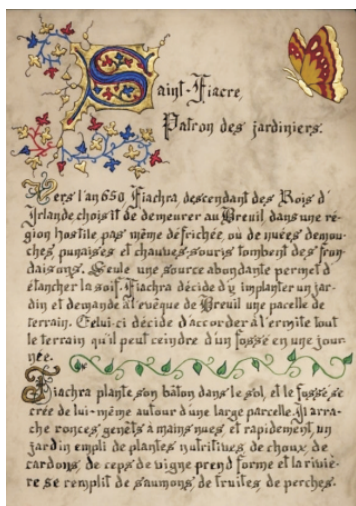 Saint-Fiacre,
Patron des jardiniers.
Vers l'an 650, Fiachra, descendant des Rois d'
Irlande choisit de demeurer au Breuil, dans une ré-
gion hostile, pas même défrichée, où de nuées de mou-
ches, punaises et chauves-souris tombent des fron-
daisons. Seule une source abondante permet d'
étancher la soif. Fiachra décide d'y implanter un jar-
din et demande à l'évêque de Breuil une pacelle de
terrain. Celui-ci décide d'accorder à l'ermite tout
le terrain qu'il peut ceindre d'un fossé en une jour-
née.
Fiachra plante son bâton dans le sol, et le fossé se
crée de lui-même autour d'une large parcelle. Il arra-
che ronces, genêts à mains nues, et rapidement, un
jardin empli de plantes nutritives, de choux, de
cardons, de ceps de vigne prend forme et la riviè-
re se remplit de saumons, de truites, de perches.